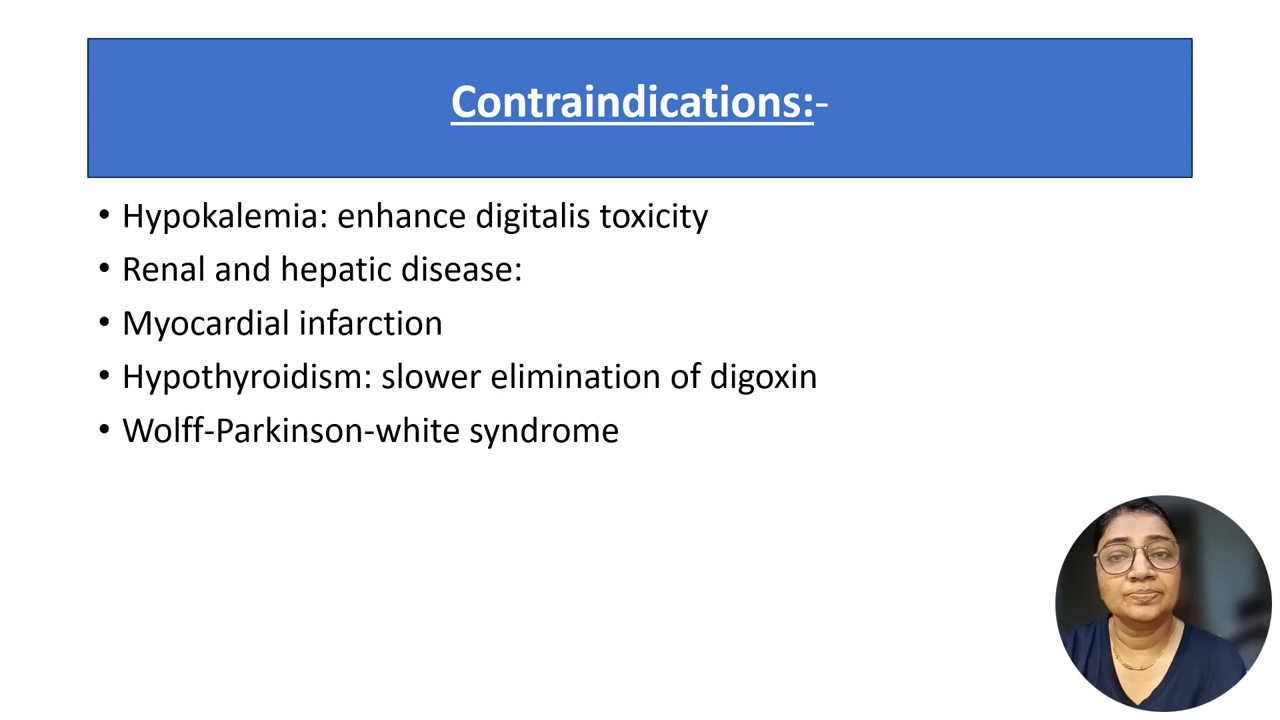 Contraindications:-
• Hypokalemia: enhance digitalis toxicity
• Renal and hepatic disease:
• Myocardial infarction
• Hypothyroidism: slower elimination of digoxin
• Wolff-Parkinson-white syndrome